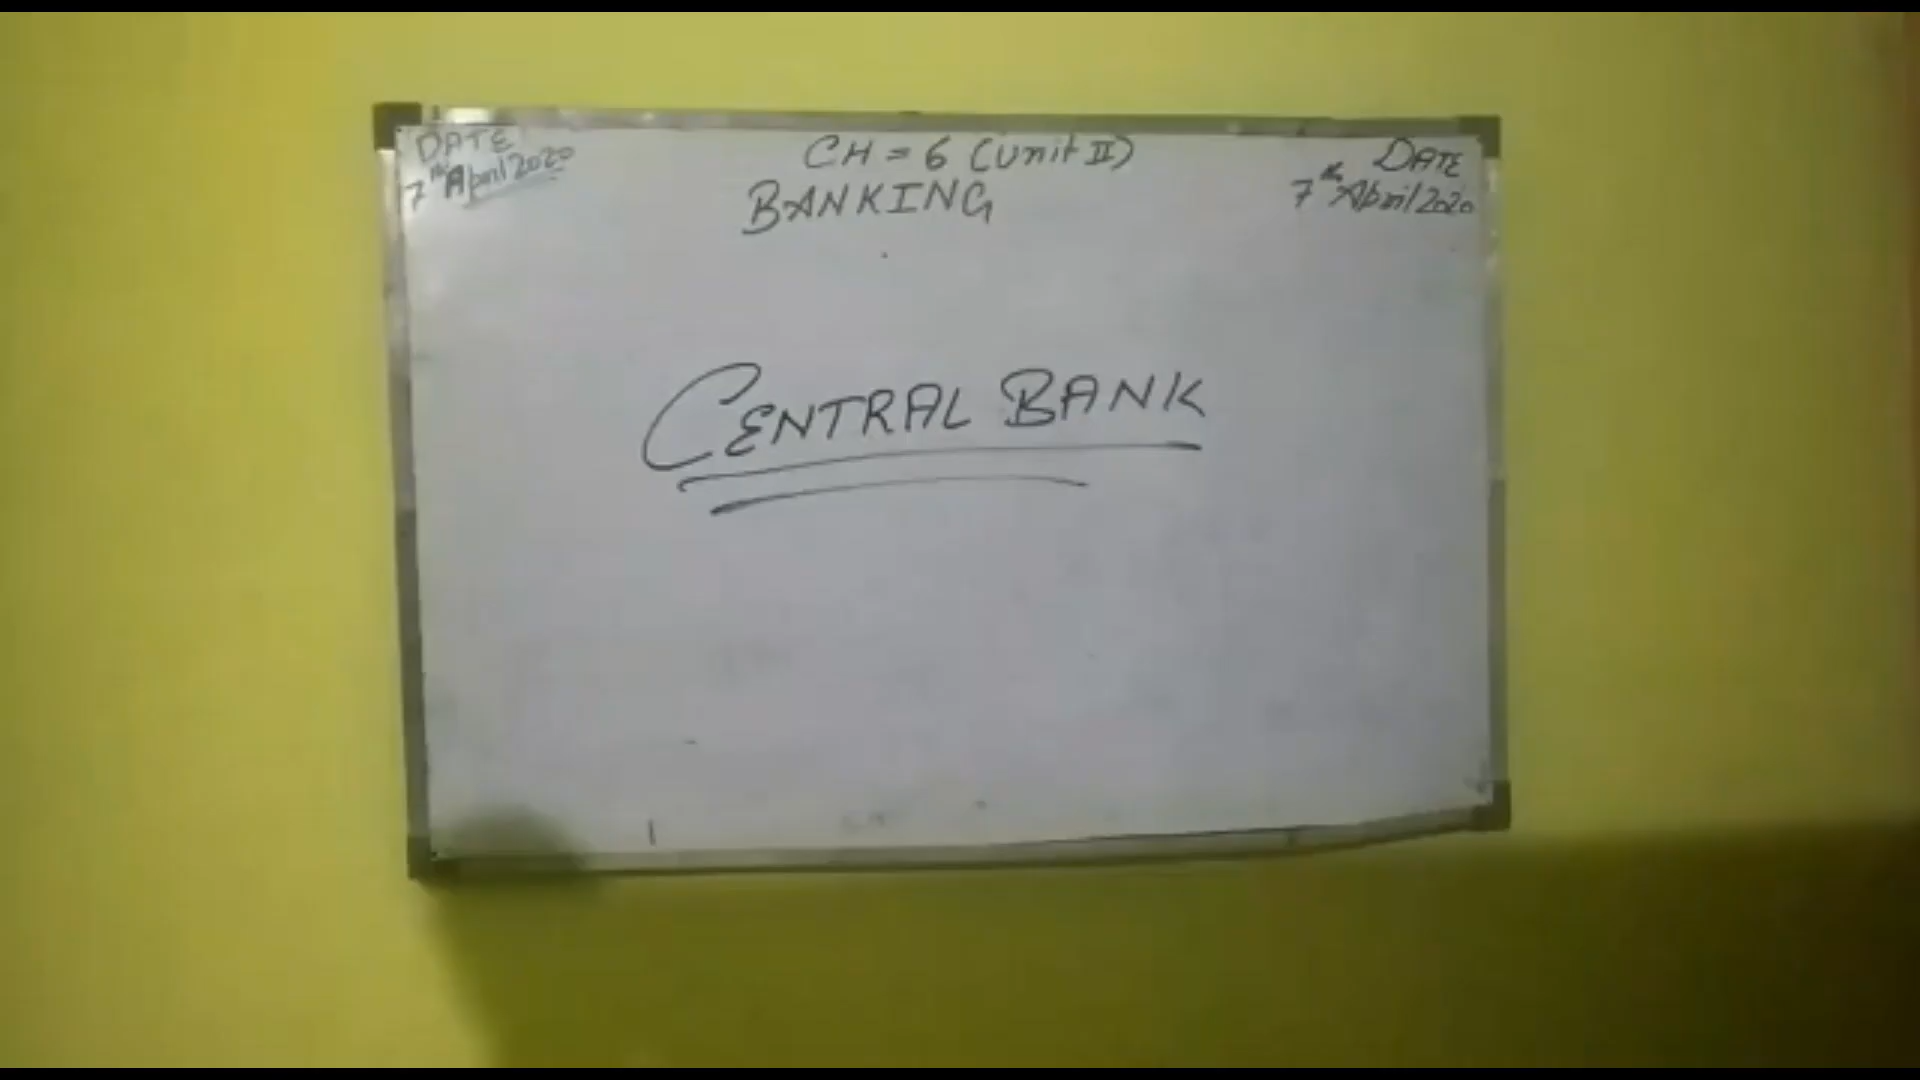 DATE
7th April 2020
CH = 6 (Unit II)
BANKING
DATE
7th April 2020
CENTRAL BANK